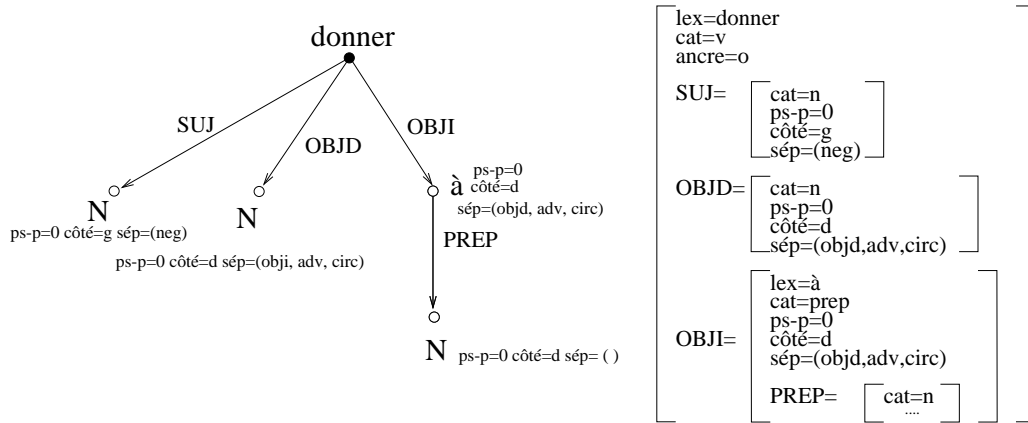 donner
SUJ
OBJD
OBJI
N
ps-p=0 côté=g sép=(neg)
N
ps-p=0 côté=d sép=(obji, adv, circ)
à
ps-p=0
côté=d
sép=(objd, adv, circ)
PREP
N
ps-p=0 côté=d sép= ( )
lex=donner
cat=v
ancre=o
SUJ=
cat=n
ps-p=0
côté=g
sép=(neg)
OBJD=
cat=n
ps-p=0
côté=d
sép=(objd,adv,circ)
OBJI=
lex=à
cat=prep
ps-p=0
côté=d
sép=(objd,adv,circ)
PREP=
cat=n
....